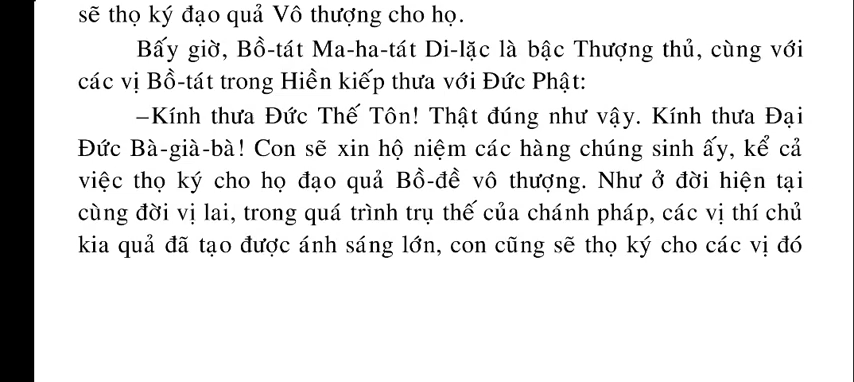 sẽ thọ ký đạo quả Vô thượng cho họ.
Bấy giờ, Bồ-tát Ma-ha-tát Di-lặc là bậc Thượng thủ, cùng với
các vị Bồ-tát trong Hiền kiếp thưa với Đức Phật:
–Kính thưa Đức Thế Tôn! Thật đúng như vậy. Kính thưa Đại
Đức Bà-già-bà! Con sẽ xin hộ niệm các hàng chúng sinh ấy, kể cả
việc thọ ký cho họ đạo quả Bồ-đề vô thượng. Như ở đời hiện tại
cùng đời vị lai, trong quá trình trụ thế của chánh pháp, các vị thí chủ
kia quả đã tạo được ánh sáng lớn, con cũng sẽ thọ ký cho các vị đó